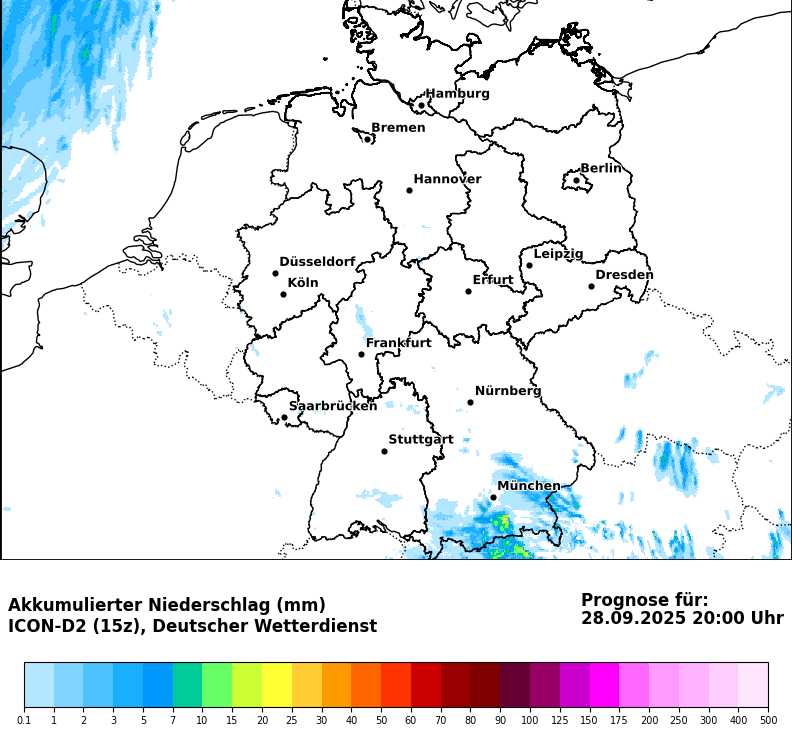 Hamburg
Bremen
Berlin
Hannover
Leipzig
Düsseldorf
Dresden
Köln
Erfurt
Frankfurt
Nürnberg
Saarbrücken
Stuttgart
München
Akkumulierter Niederschlag (mm)
ICON-D2 (15z), Deutscher Wetterdienst
Prognose für:
28.09.2025 20:00 Uhr
0.1 1 2 3 5 7 10 15 20 25 30 40 50 60 70 80 90 100 125 150 175 200 250 300 400 500